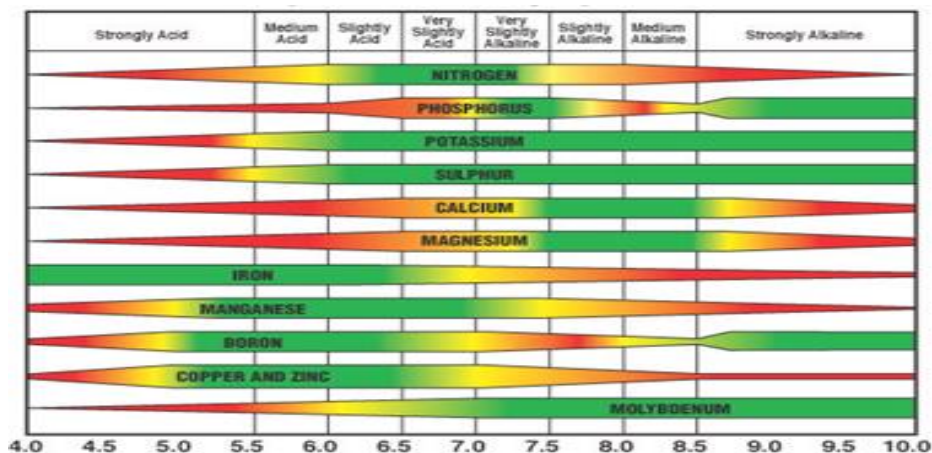 Strongly Acid
Medium
Acid
Slightly
Acid
Very
Slightly
Acid
Very
Slightly
Alkaline
Slightly
Alkaline
Medium
Alkaline
Strongly Alkaline
NITROGEN
PHOSPHORUS
POTASSIUM
SULPHUR
CALCIUM
MAGNESIUM
IRON
MANGANESE
BORON
COPPER AND ZINC
MOLYBDENUM
4.0 4.5 5.0 5.5 6.0 6.5 7.0 7.5 8.0 8.5 9.0 9.5 10.0